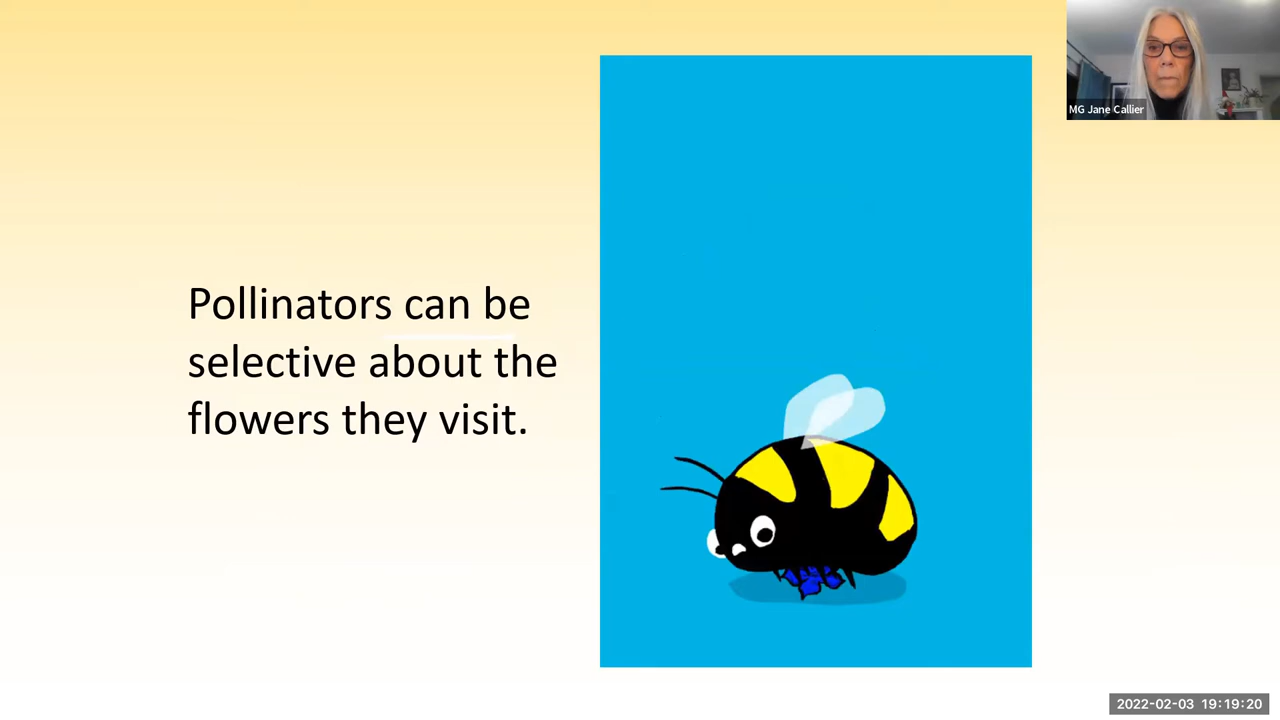 MG Jane Callier
Pollinators can be
selective about the
flowers they visit.
2022-02-03 19:19:20